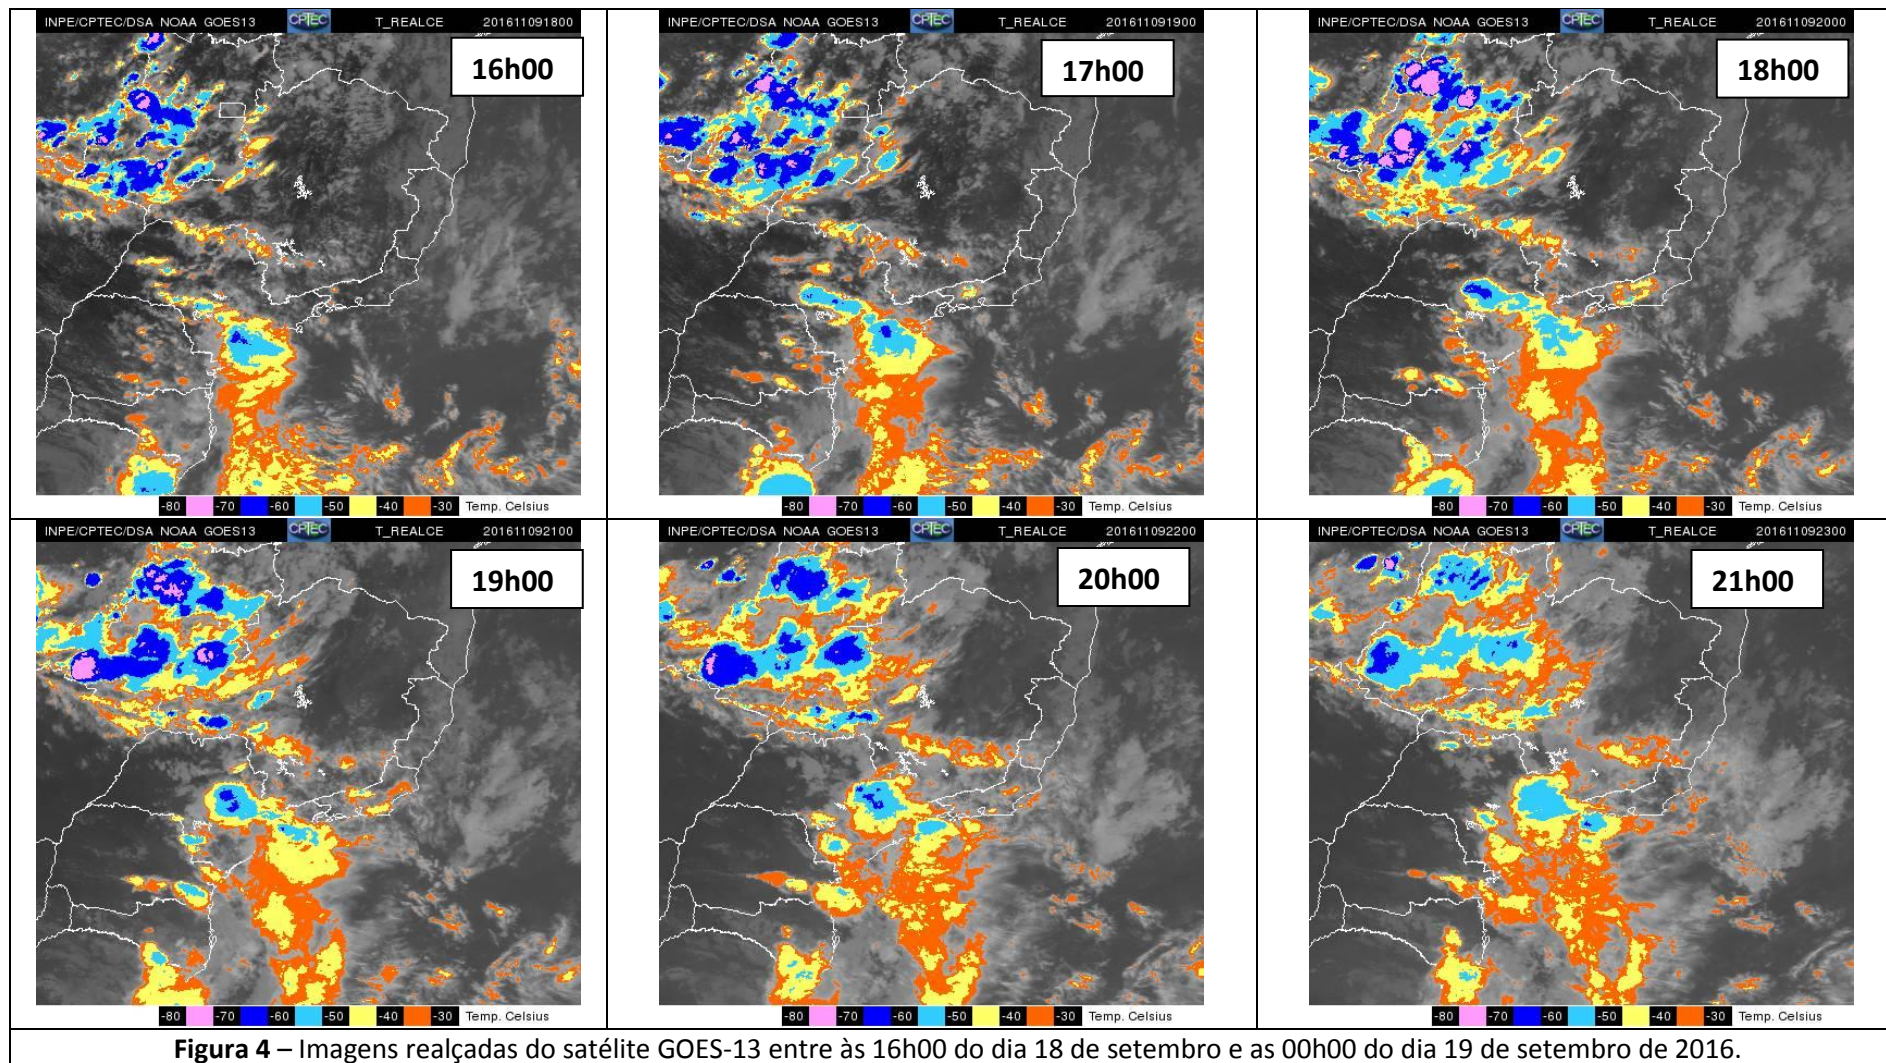 INPE/CPTEC/DSA NOAA GOES13 CPTEC T_REALCE 201611091800
16h00
-80 -70 -60 -50 -40 -30 Temp. Celsius
INPE/CPTEC/DSA NOAA GOES13 CPTEC T_REALCE 201611091900
17h00
-80 -70 -60 -50 -40 -30 Temp. Celsius
INPE/CPTEC/DSA NOAA GOES13 CPTEC T_REALCE 201611092000
18h00
-80 -70 -60 -50 -40 -30 Temp. Celsius
INPE/CPTEC/DSA NOAA GOES13 CPTEC T_REALCE 201611092100
19h00
-80 -70 -60 -50 -40 -30 Temp. Celsius
INPE/CPTEC/DSA NOAA GOES13 CPTEC T_REALCE 201611092200
20h00
-80 -70 -60 -50 -40 -30 Temp. Celsius
INPE/CPTEC/DSA NOAA GOES13 CPTEC T_REALCE 201611092300
21h00
-80 -70 -60 -50 -40 -30 Temp. Celsius
Figura 4 – Imagens realçadas do satélite GOES-13 entre às 16h00 do dia 18 de setembro e as 00h00 do dia 19 de setembro de 2016.